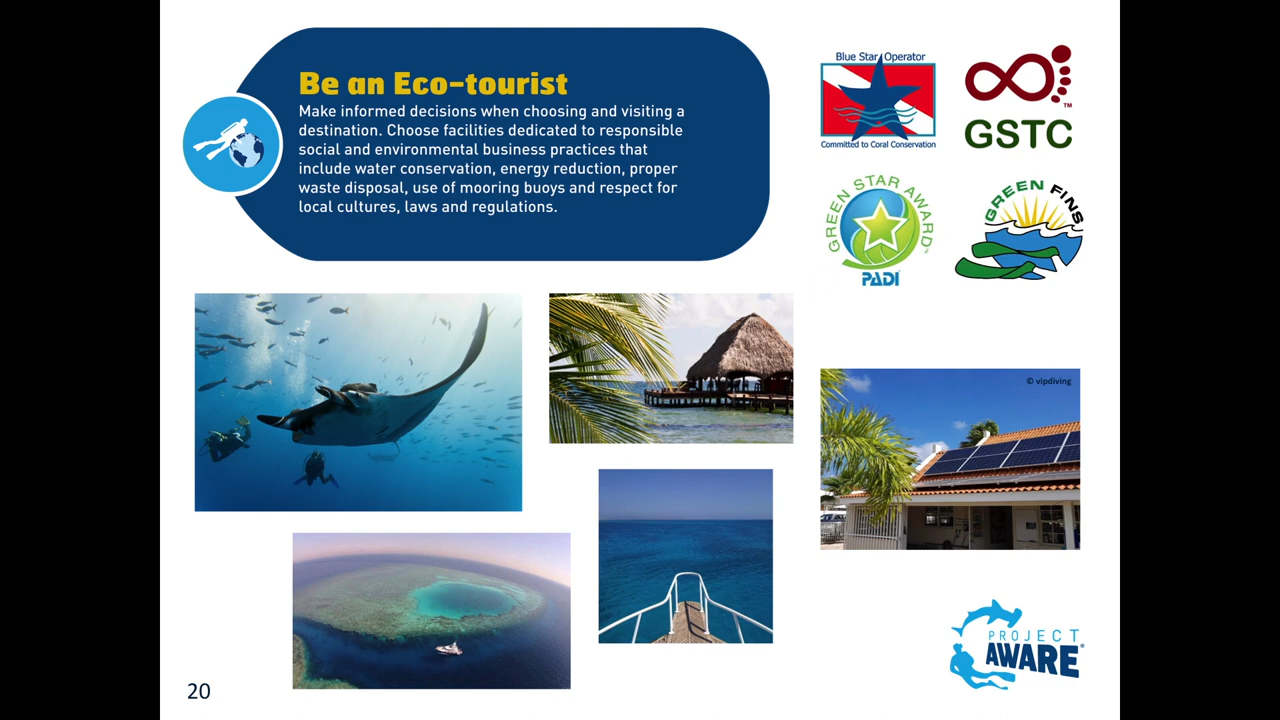 Be an Eco-tourist
Make informed decisions when choosing and visiting a
destination. Choose facilities dedicated to responsible
social and environmental business practices that
include water conservation, energy reduction, proper
waste disposal, use of mooring buoys and respect for
local cultures, laws and regulations.
Blue Star Operator
Committed to Coral Conservation
TM
GSTC
GREEN STAR AWARD™
PADI
GREEN FINS
© vipdiving
PROJECT
AWARE®
20